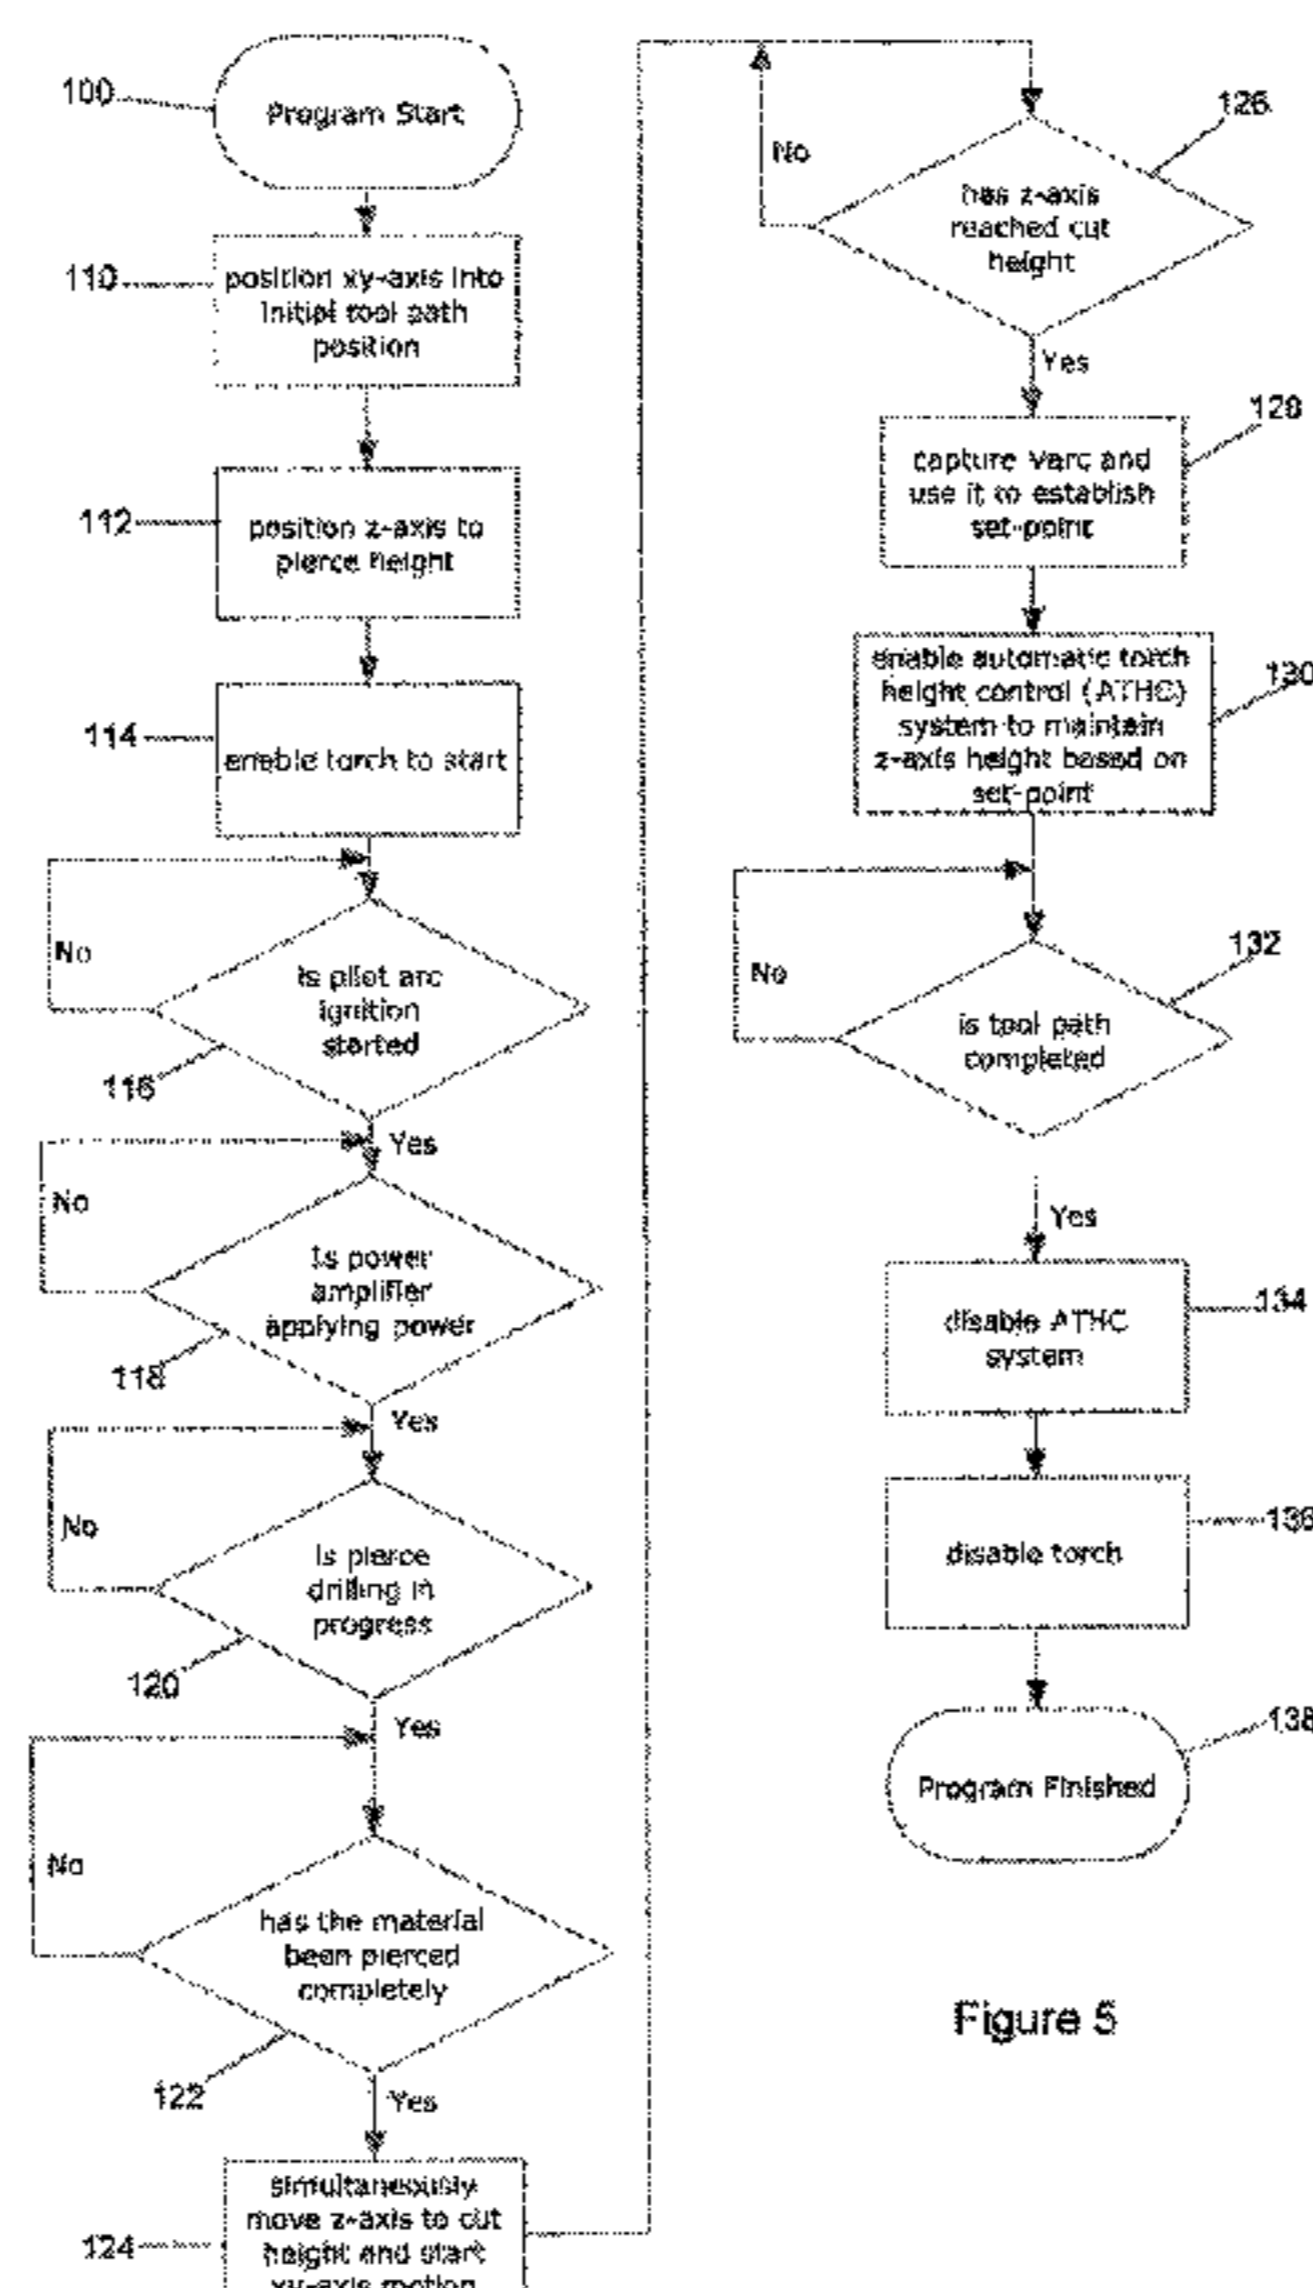 100
Program Start
110
position xy-axis into
initial tool path
position
112
position z-axis to
pierce height
114
enable torch to start
No
is pilot arc
ignition
started
116
Yes
No
Is power
amplifier
applying power
118
Yes
No
is pierce
drilling in
progress
120
Yes
No
has the material
been pierced
completely
122
Yes
124
simultaneously
move z-axis to cut
height and start
xy-axis motion
No
126
has z-axis
reached cut
height
Yes
128
capture Varc and
use it to establish
set-point
130
enable automatic torch
height control (ATHC)
system to maintain
z-axis height based on
set-point
No
132
is tool path
completed
Yes
134
disable ATHC
system
136
disable torch
138
Program Finished
Figure 5